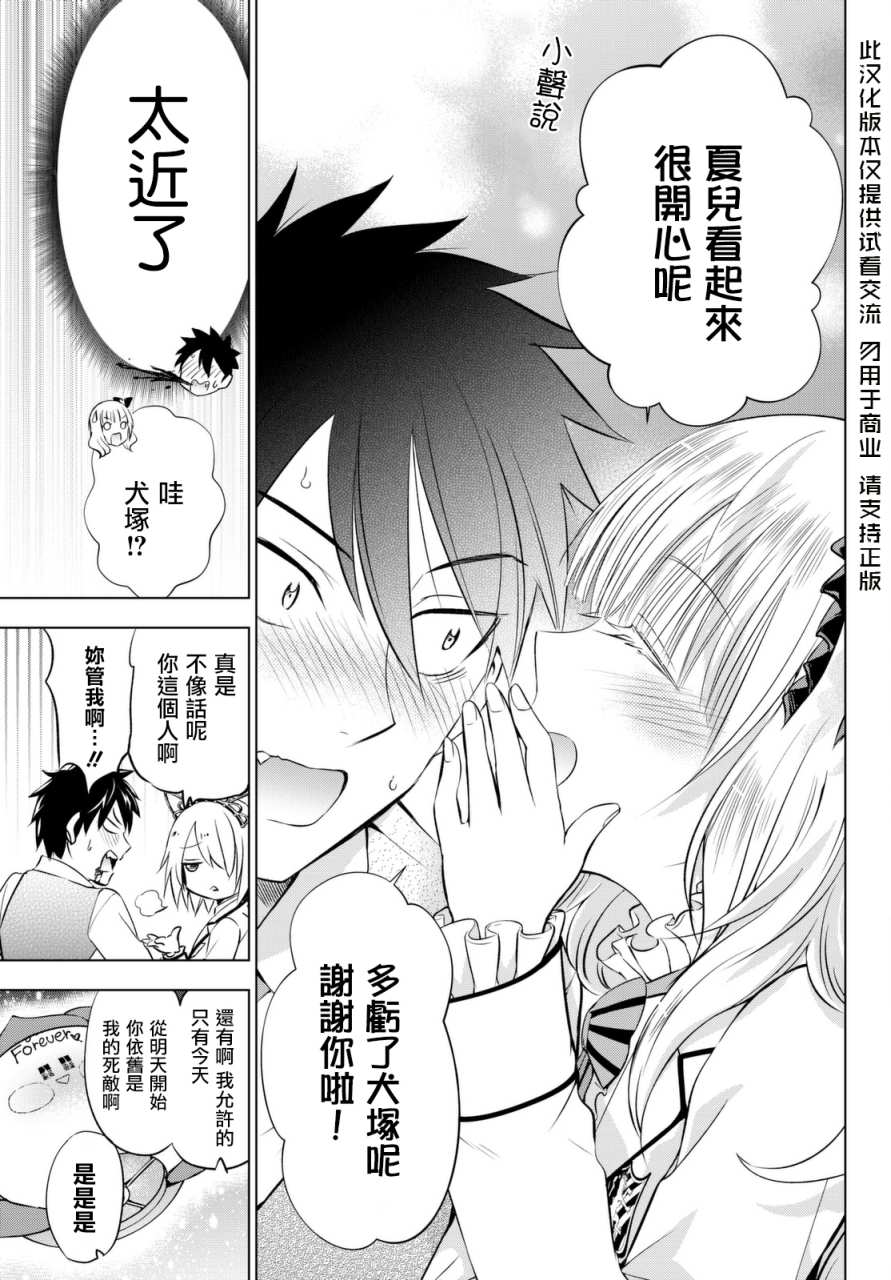 此汉化版本仅提供试看交流 勿用于商业 请支持正版
小聲說
夏兒看起來
很開心呢
多虧了犬塚呢
謝謝你啦！
太近了
哇
犬塚!?
真是
不像話呢
你這個人啊
妳管我啊…!!
還有啊 我允許的
只有今天
從明天開始
你依舊是
我的死敵啊
Forever
是是是